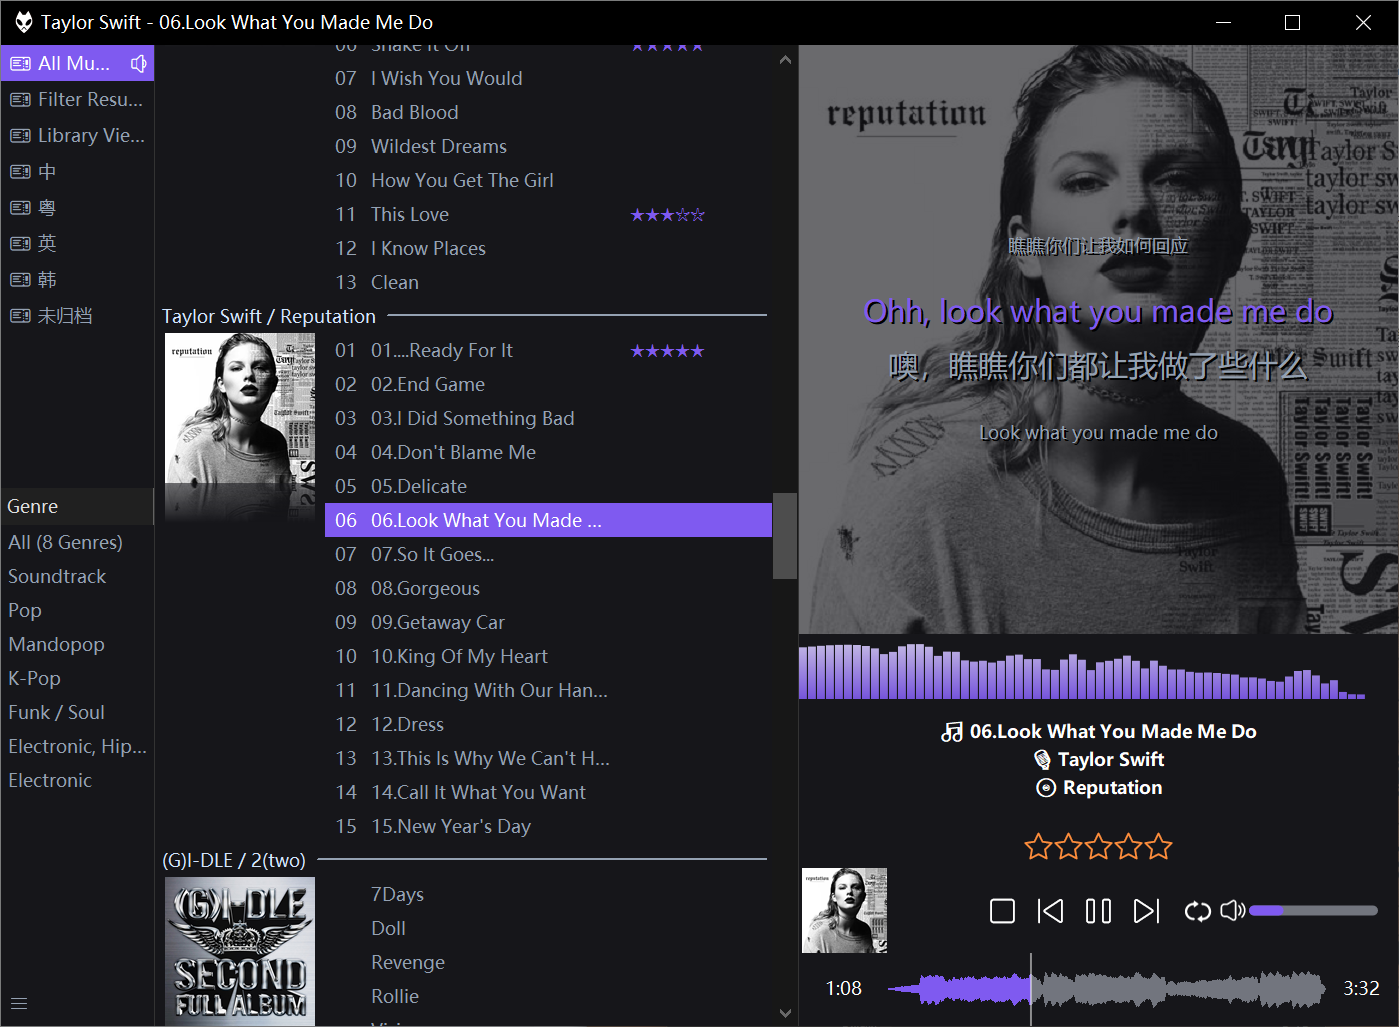 Taylor Swift - 06.Look What You Made Me Do
All Mu...
Filter Resu...
Library Vie...
中
粤
英
韩
未归档
Genre
All (8 Genres)
Soundtrack
Pop
Mandopop
K-Pop
Funk / Soul
Electronic, Hip...
Electronic
06 Shake It Off ★★★★★
07 I Wish You Would
08 Bad Blood
09 Wildest Dreams
10 How You Get The Girl
11 This Love ★★★☆☆
12 I Know Places
13 Clean
Taylor Swift / Reputation
reputation
01 01....Ready For It ★★★★★
02 02.End Game
03 03.I Did Something Bad
04 04.Don't Blame Me
05 05.Delicate
06 06.Look What You Made ...
07 07.So It Goes...
08 08.Gorgeous
09 09.Getaway Car
10 10.King Of My Heart
11 11.Dancing With Our Han...
12 12.Dress
13 13.This Is Why We Can't H...
14 14.Call It What You Want
15 15.New Year's Day
(G)I-DLE / 2(two)
(G)I-DLE
SECOND
FULL ALBUM
7Days
Doll
Revenge
Rollie
reputation
Taylor Swift
瞧瞧你们让我如何回应
Ohh, look what you made me do
噢，瞧瞧你们都让我做了些什么
Look what you made me do
06.Look What You Made Me Do
Taylor Swift
Reputation
☆☆☆☆☆
1:08
3:32